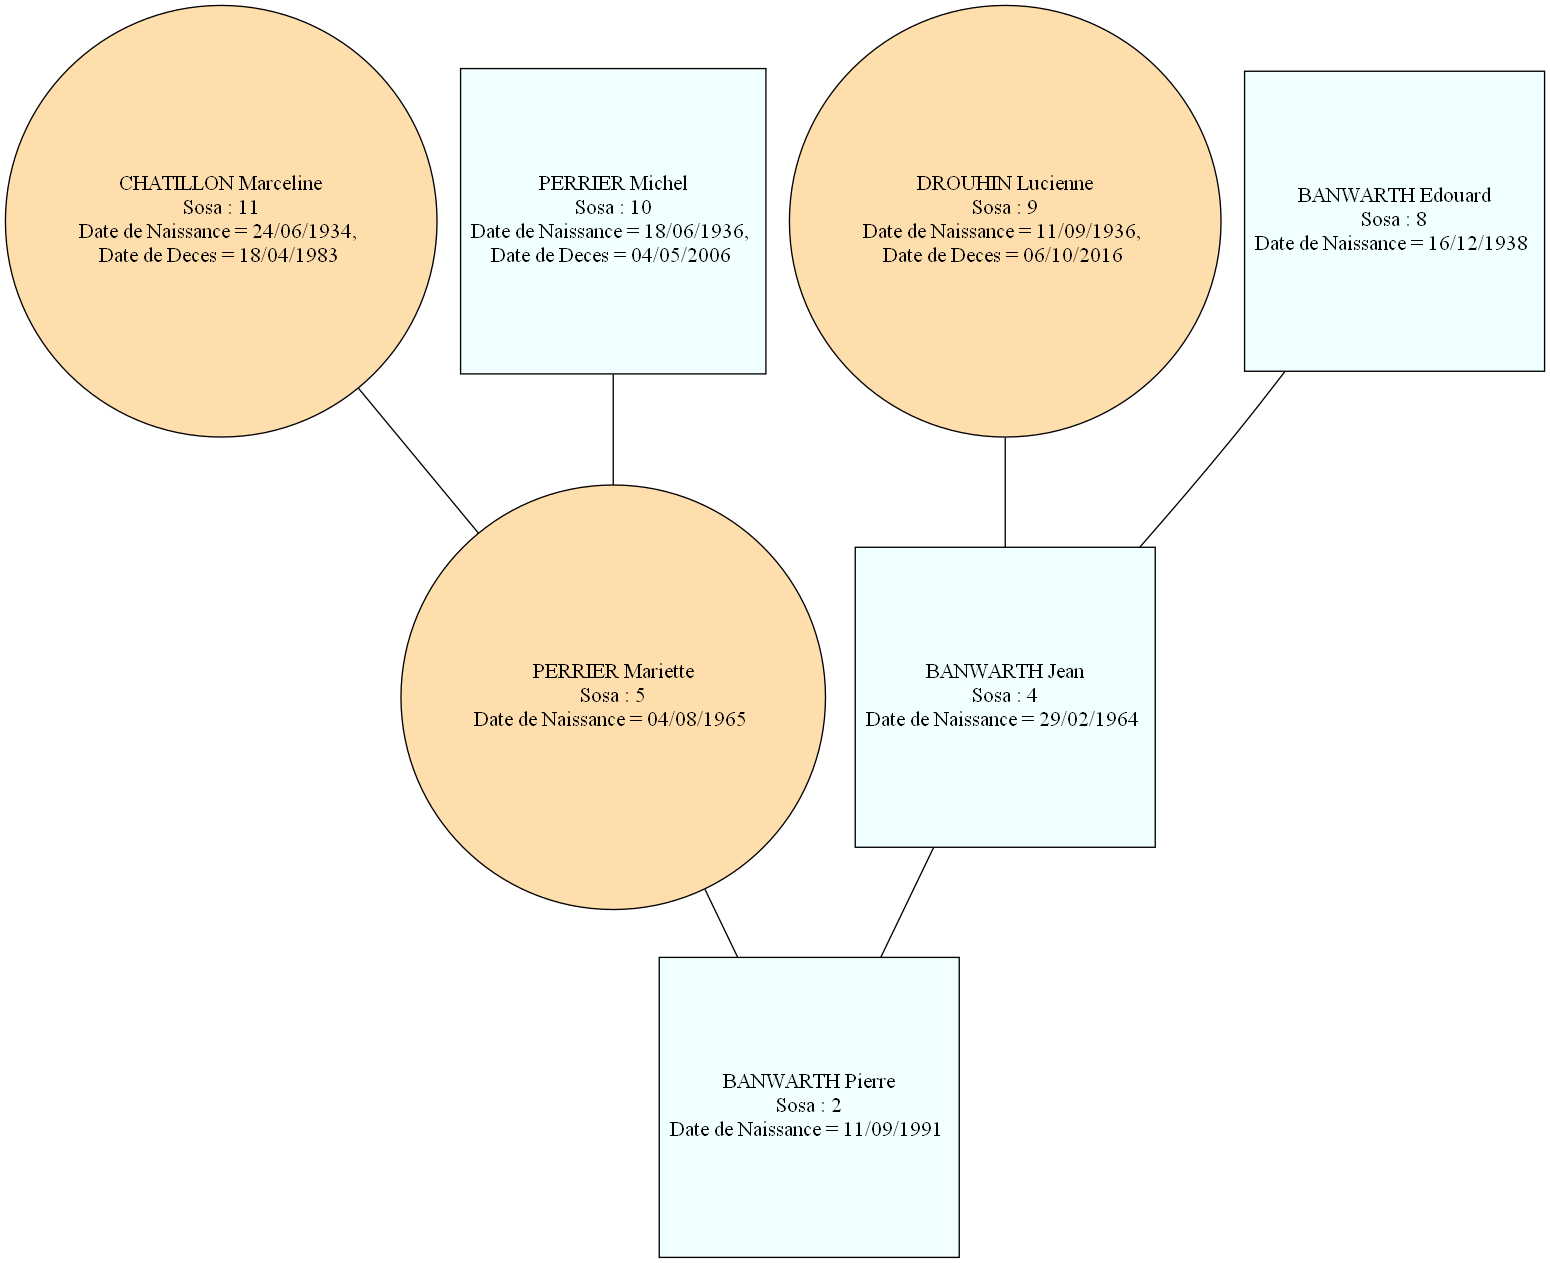 CHATILLON Marceline
Sosa : 11
Date de Naissance = 24/06/1934,
Date de Deces = 18/04/1983
PERRIER Michel
Sosa : 10
Date de Naissance = 18/06/1936,
Date de Deces = 04/05/2006
DROUHIN Lucienne
Sosa : 9
Date de Naissance = 11/09/1936,
Date de Deces = 06/10/2016
BANWARTH Edouard
Sosa : 8
Date de Naissance = 16/12/1938
PERRIER Mariette
Sosa : 5
Date de Naissance = 04/08/1965
BANWARTH Jean
Sosa : 4
Date de Naissance = 29/02/1964
BANWARTH Pierre
Sosa : 2
Date de Naissance = 11/09/1991